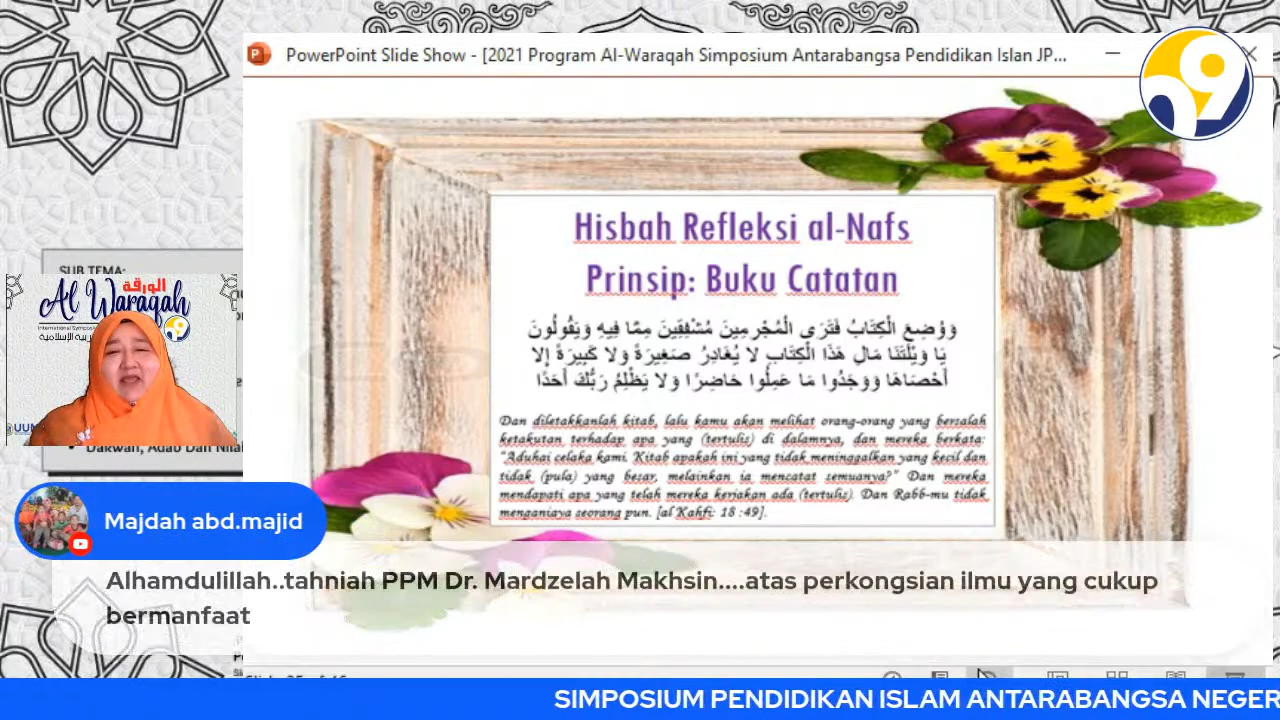 PowerPoint Slide Show - [2021 Program Al-Waraqah Simposium Antarabangsa Pendidikan Islan JP...
Hisbah Refleksi al-Nafs
Prinsip: Buku Catatan
وَوُضِعَ الْكِتَابُ فَتَرَى الْمُجْرِمِينَ مُشْفِقِينَ مِمَّا فِيهِ وَيَقُولُونَ
يَا وَيْلَتَنَا مَالِ هَذَا الْكِتَابِ لَا يُغَادِرُ صَغِيرَةً وَلَا كَبِيرَةً إِلَّا
أَحْصَاهَا وَوَجَدُوا مَا عَمِلُوا حَاضِرًا وَلَا يَظْلِمُ رَبُّكَ أَحَدًا
Dan diletakkanlah kitab, lalu kamu akan melihat orang-orang yang bersalah
ketakutan terhadap apa yang (tertulis) di dalamnya, dan mereka berkata:
"Aduhai celaka kami. Kitab apakah ini yang tidak meninggalkan yang kecil dan
tidak (pula) yang besar, melainkan ia mencatat semuanya?" Dan mereka
mendapati apa yang telah mereka kerjakan ada (tertulis). Dan Rabb-mu tidak
menganiaya seorang pun. [al Kahfi: 18 :49].
SUB TEMA:
الورقة
Al Waraqah
Dakwah, Adab Dan Nilai
Majdah abd.majid
Alhamdulillah..tahniah PPM Dr. Mardzelah Makhsin....atas perkongsian ilmu yang cukup
bermanfaat
SIMPOSIUM PENDIDIKAN ISLAM ANTARABANGSA NEGER